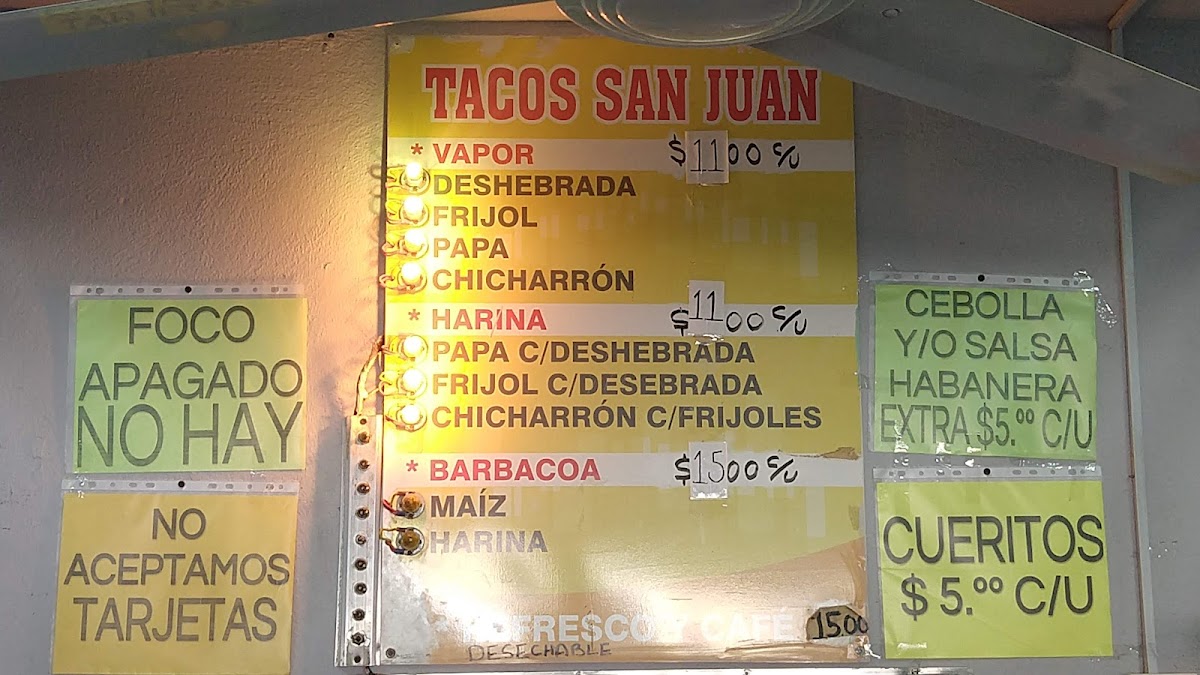 TACOS SAN JUAN
* VAPOR $ 11 00 c/u
DESHEBRADA
FRIJOL
PAPA
CHICHARRÓN
* HARINA $ 11 00 c/u
PAPA C/DESHEBRADA
FRIJOL C/DESEBRADA
CHICHARRÓN C/FRIJOLES
* BARBACOA $ 15 00 c/u
MAÍZ
HARINA
Y CAFÉ 15.00
DESECHABLE
FOCO
APAGADO
NO HAY
NO
ACEPTAMOS
TARJETAS
CEBOLLA
Y/O SALSA
HABANERA
EXTRA $5.ºº C/U
CUERITOS
$ 5.ºº C/U